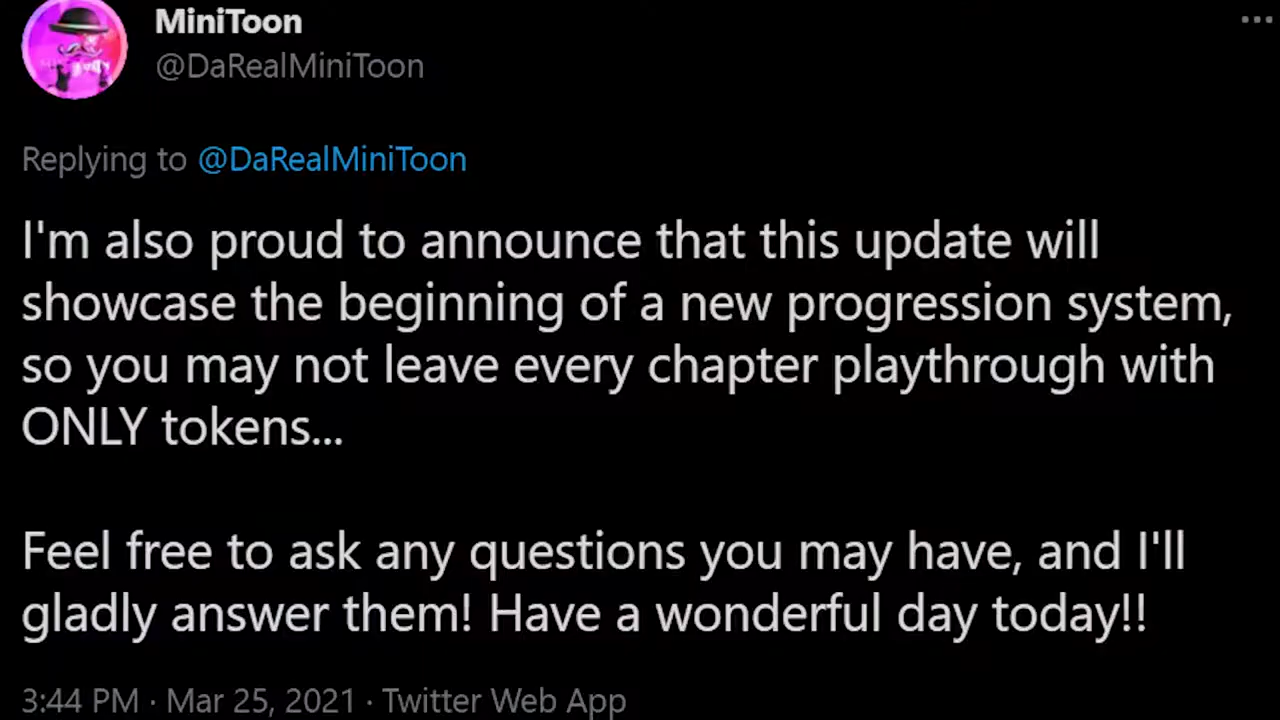 MiniToon
@DaRealMiniToon
Replying to @DaRealMiniToon
I'm also proud to announce that this update will
showcase the beginning of a new progression system,
so you may not leave every chapter playthrough with
ONLY tokens...
Feel free to ask any questions you may have, and I'll
gladly answer them! Have a wonderful day today!!
3:44 PM · Mar 25, 2021 · Twitter Web App